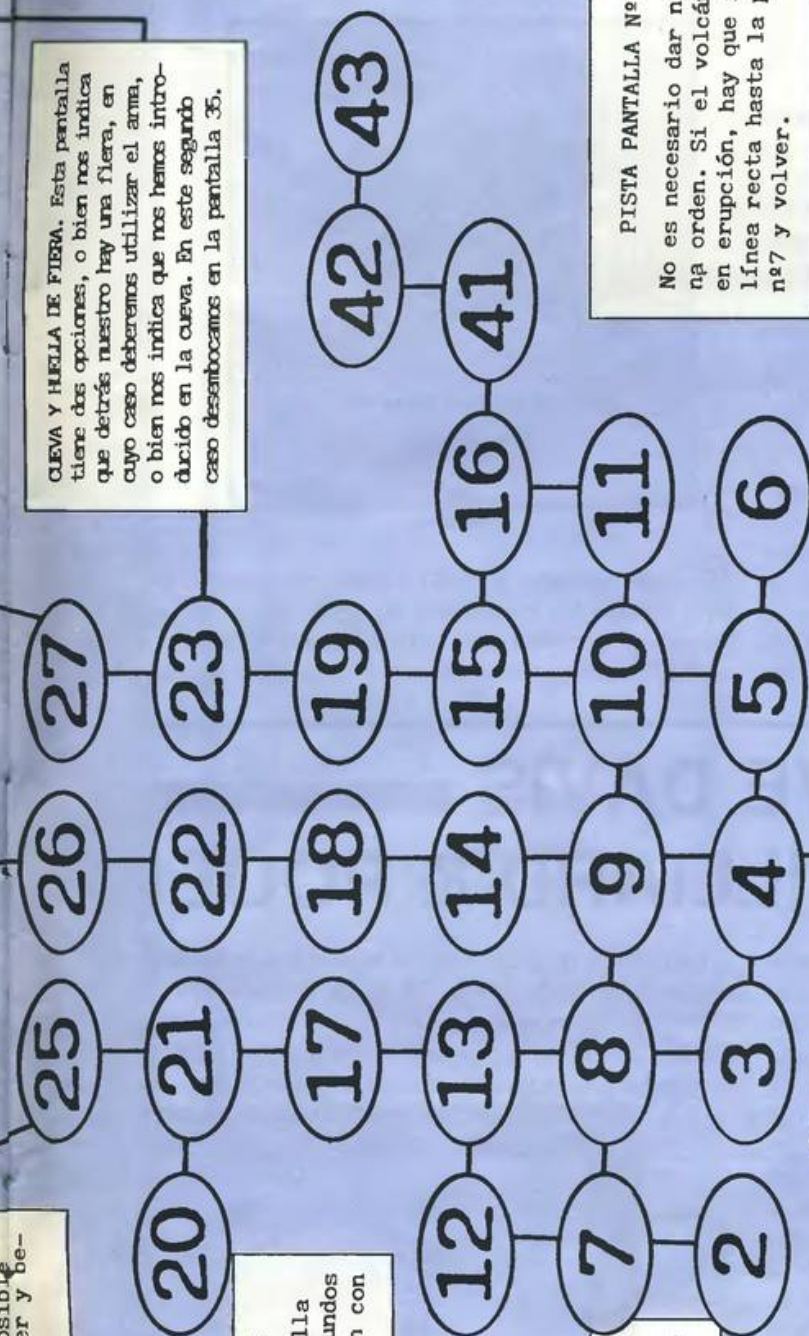 osible
er y be-
CUEVA Y HUELLA DE FIERA. Esta pantalla
tiene dos opciones, o bien nos indica
que detrás nuestro hay una fiera, en
cuyo caso deberemos utilizar el arma,
o bien nos indica que nos hemos intro-
ducido en la cueva. En este segundo
caso desembocamos en la pantalla 35.
25 26 27
20 21 22 23
lla
undos
n con
17 18 19 42 43
12 13 14 15 16 41
7 8 9 10 11
2 3 4 5 6
PISTA PANTALLA Nº
No es necesario dar n
na orden. Si el volcá
en erupción, hay que
línea recta hasta la
nº7 y volver.